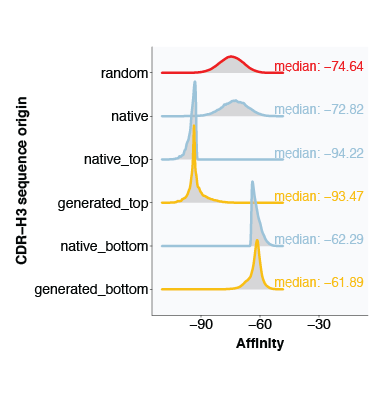 CDR−H3 sequence origin
random
median: −74.64
native
median: −72.82
native_top
median: −94.22
generated_top
median: −93.47
native_bottom
median: −62.29
generated_bottom
median: −61.89
−90 −60 −30
Affinity